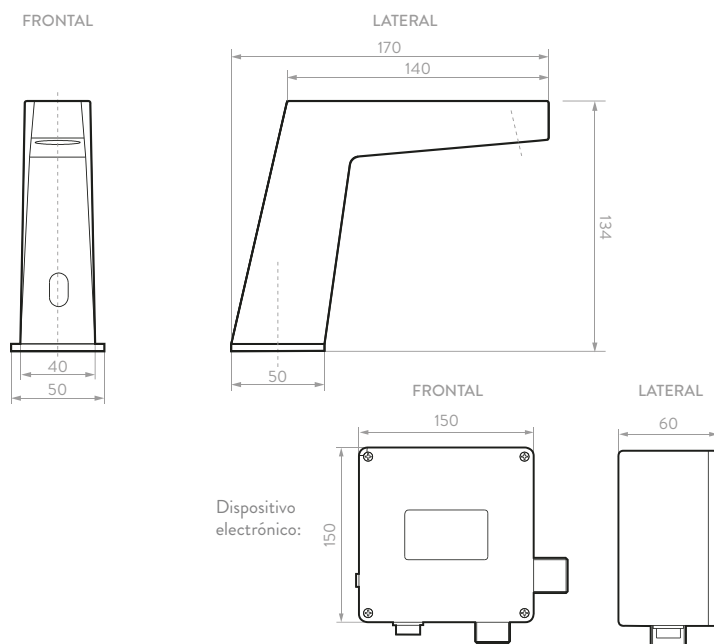 FRONTAL
LATERAL
170
140
134
40
50
50
FRONTAL
LATERAL
150
60
Dispositivo
electrónico:
150